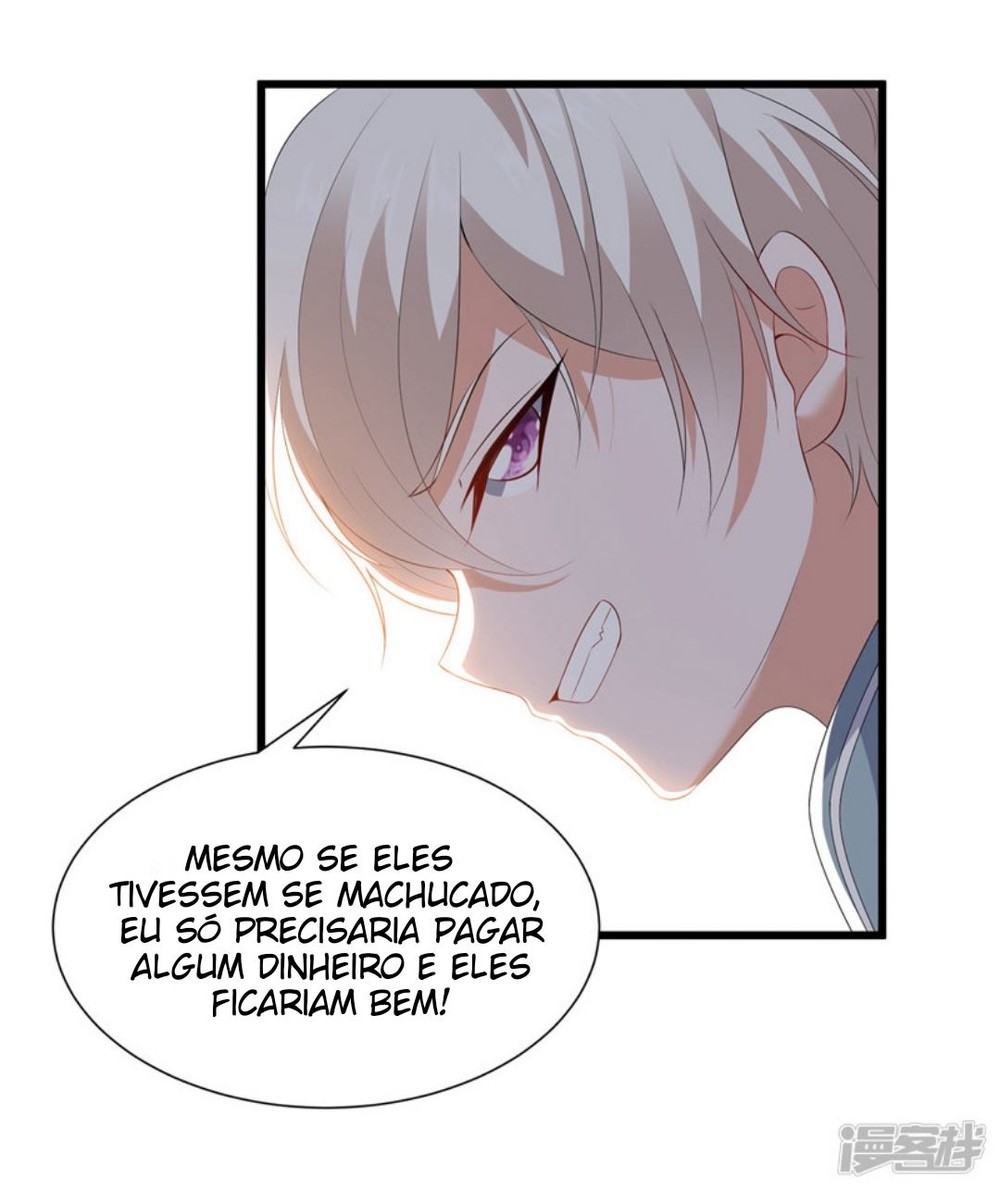 MESMO SE ELES
TIVESSEM SE MACHUCADO,
EU SÓ PRECISARIA PAGAR
ALGUM DINHEIRO E ELES
FICARIAM BEM!
漫客栈